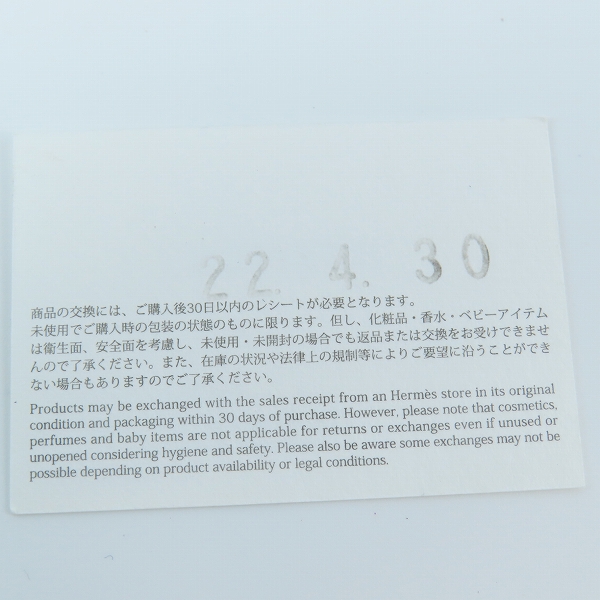 22. 4. 30
商品の交換には、ご購入後30日以内のレシートが必要となります。
未使用でご購入時の包装の状態のものに限ります。但し、化粧品・香水・ベビーアイテム
は衛生面、安全面を考慮し、未使用・未開封の場合でも返品または交換をお受けできませ
んのでご了承ください。また、在庫の状況や法律上の規制等によりご要望に沿うことができ
ない場合もありますのでご了承ください。
Products may be exchanged with the sales receipt from an Hermès store in its original
condition and packaging within 30 days of purchase. However, please note that cosmetics,
perfumes and baby items are not applicable for returns or exchanges even if unused or
unopened considering hygiene and safety. Please also be aware some exchanges may not be
possible depending on product availability or legal conditions.